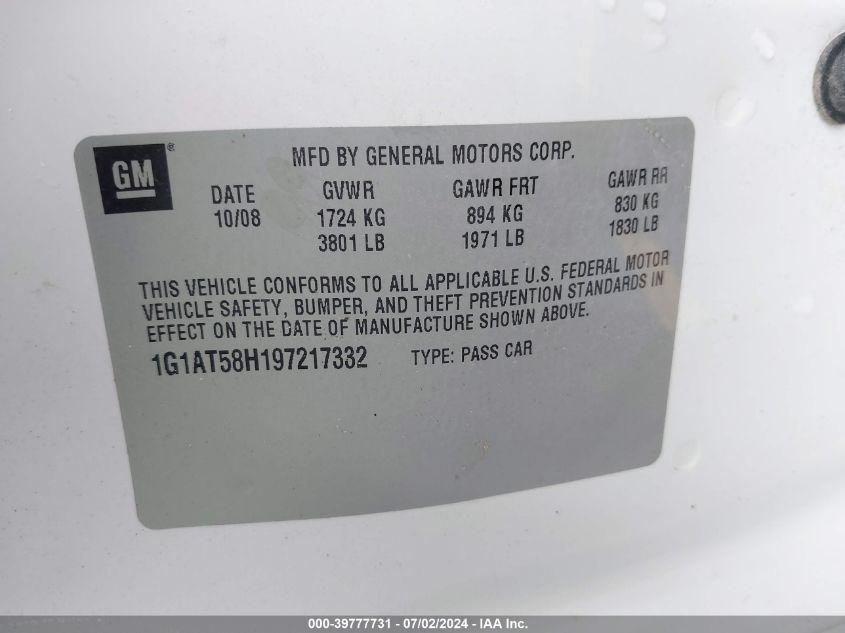 GM ®
MFD BY GENERAL MOTORS CORP.
DATE GVWR GAWR FRT GAWR RR
10/08 1724 KG 894 KG 830 KG
3801 LB 1971 LB 1830 LB
THIS VEHICLE CONFORMS TO ALL APPLICABLE U.S. FEDERAL MOTOR
VEHICLE SAFETY, BUMPER, AND THEFT PREVENTION STANDARDS IN
EFFECT ON THE DATE OF MANUFACTURE SHOWN ABOVE.
1G1AT58H197217332 TYPE: PASS CAR
000-39777731 - 07/02/2024 - IAA Inc.